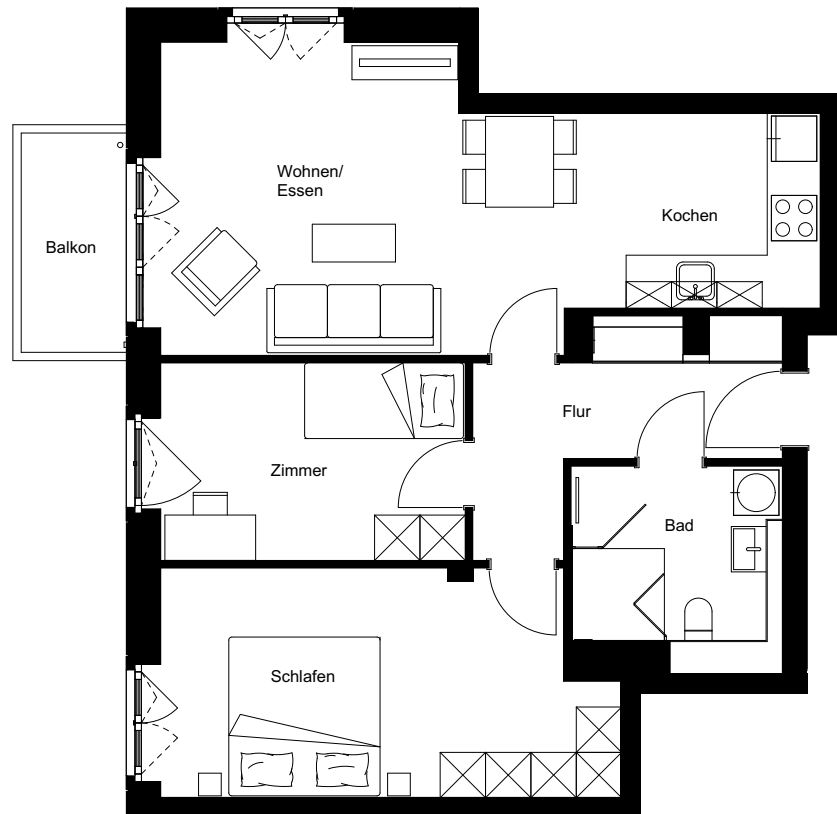 Wohnen/
Essen
Kochen
Balkon
Flur
Zimmer
Bad
Schlafen